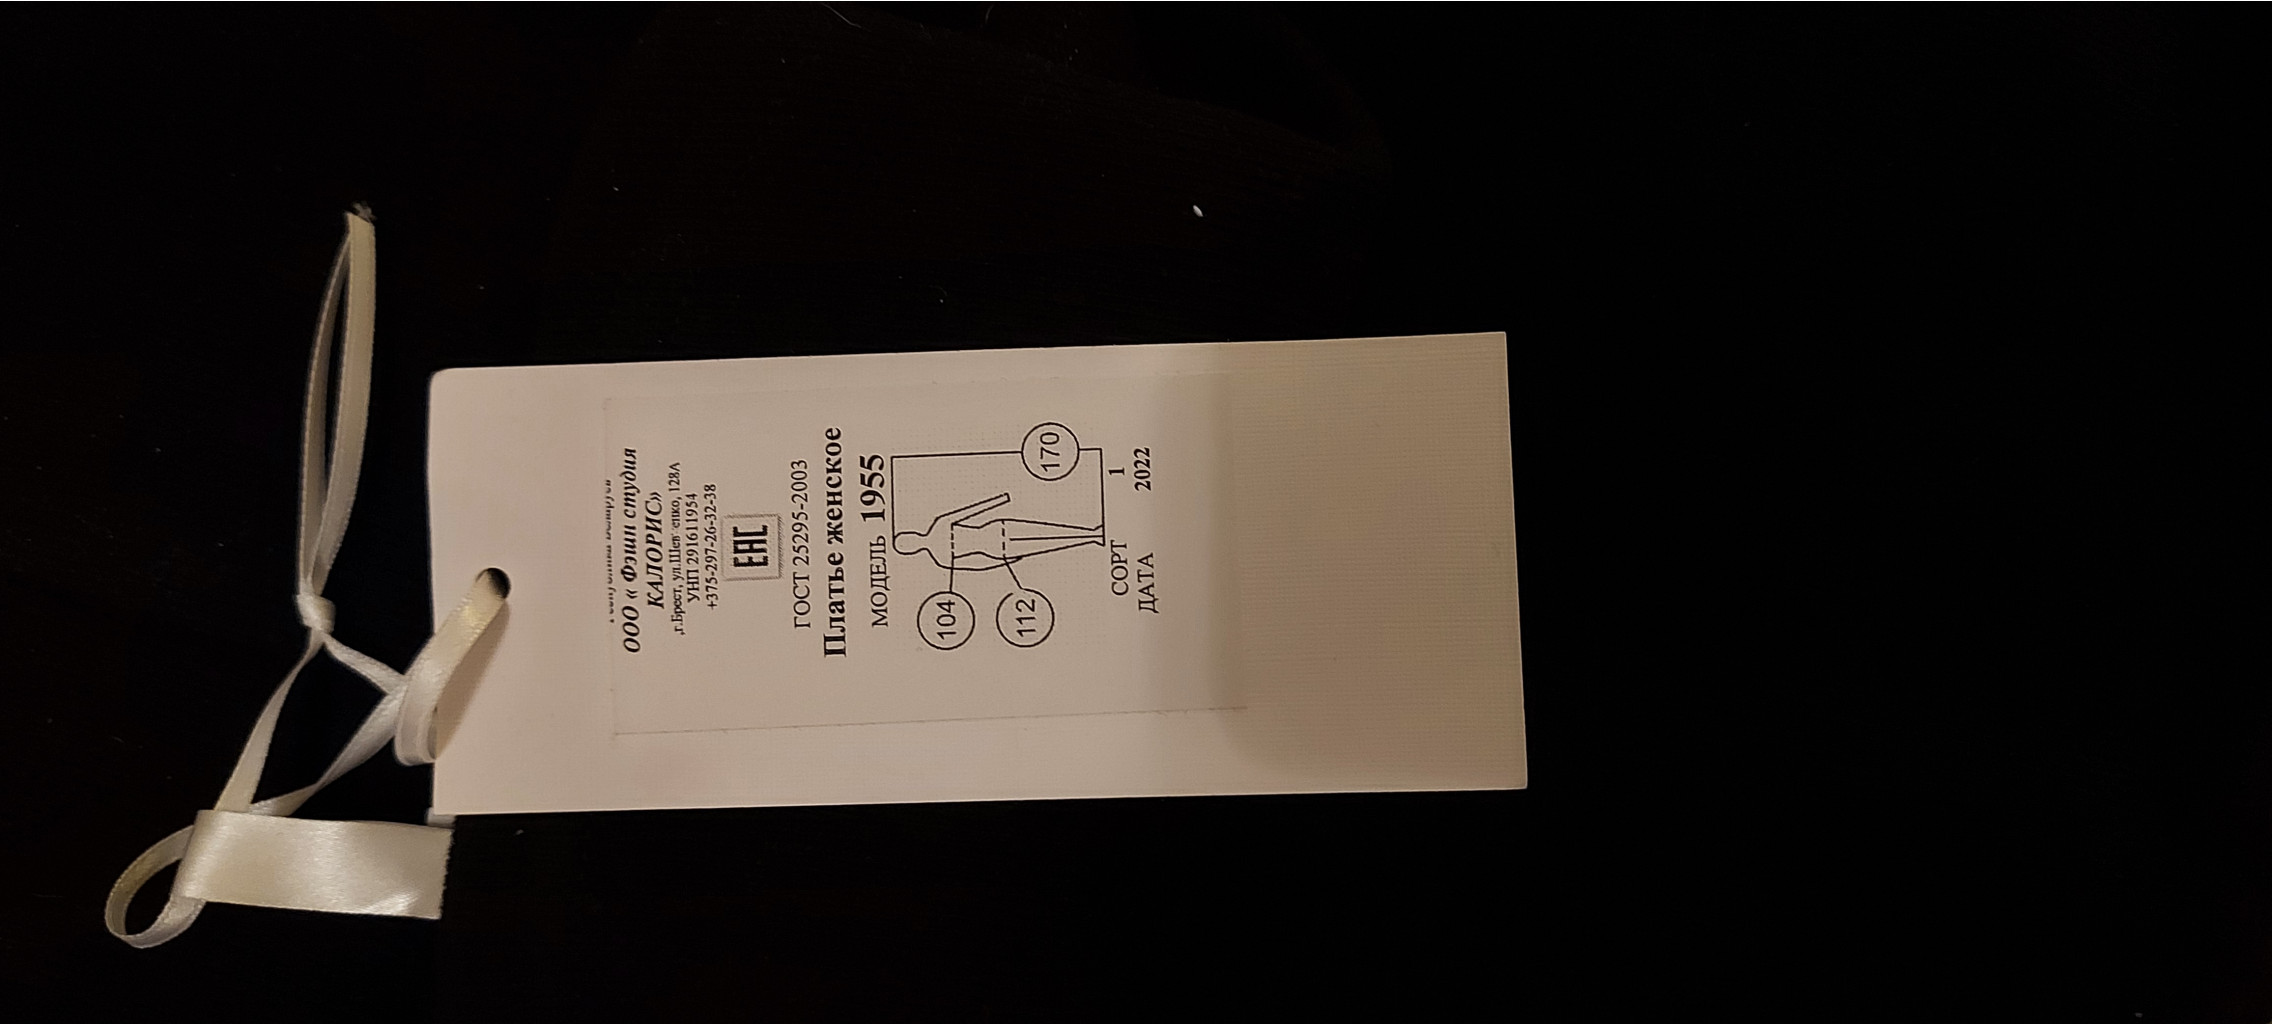 ООО « Фэшн студия
КАЛОРИС»
,г.Брест, ул.Шевченко, 128А
УНП 291611954
+375-297-26-32-38
ЕАС
ГОСТ 25295-2003
Платье женское
МОДЕЛЬ 1955
104
112
170
СОРТ 1
ДАТА 2022